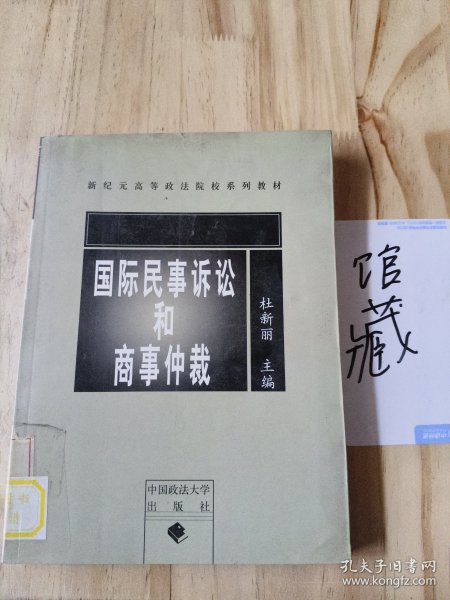 新纪元高等政法院校系列教材
国际民事诉讼
和
商事仲裁
杜新丽 主编
中国政法大学
出版社
馆
藏
书
孔夫子旧书网
www.kongfz.com